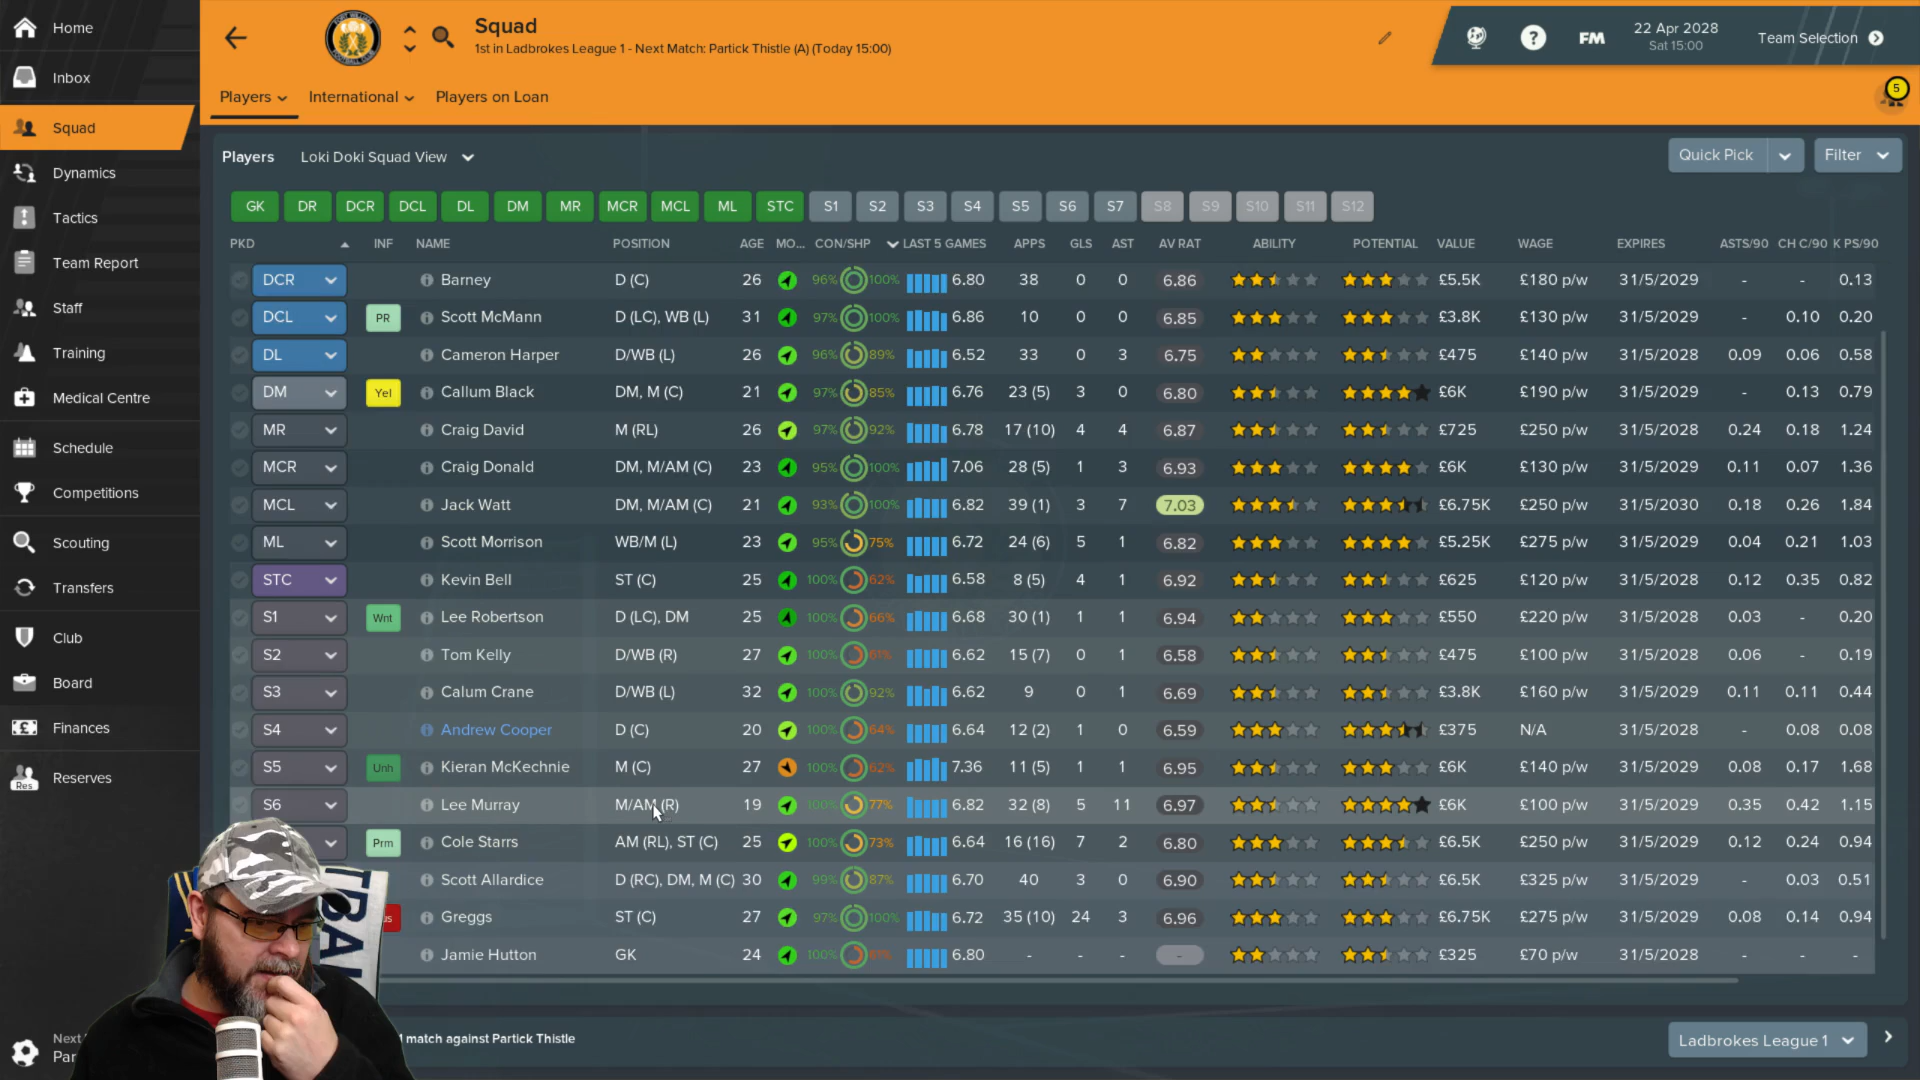 Home
Inbox
Squad
Dynamics
Tactics
Team Report
Staff
Training
Medical Centre
Schedule
Competitions
Scouting
Transfers
Club
Board
Finances
Reserves
Res
Squad
1st in Ladbrokes League 1 - Next Match: Partick Thistle (A) (Today 15:00)
FM
22 Apr 2028
Sat 15:00
Team Selection
Players International Players on Loan
5
Players Loki Doki Squad View
Quick Pick Filter
GK DR DCR DCL DL DM MR MCR MCL ML STC S1 S2 S3 S4 S5 S6 S7 S8 S9 S10 S11 S12
PKD INF NAME POSITION AGE MO... CON/SHP LAST 5 GAMES APPS GLS AST AV RAT ABILITY POTENTIAL VALUE WAGE EXPIRES ASTS/90 CH C/90 K PS/90
DCR Barney D (C) 26 96% 100% 6.80 38 0 0 6.86 £5.5K £180 p/w 31/5/2029 - - 0.13
DCL PR Scott McMann D (LC), WB (L) 31 97% 100% 6.86 10 0 0 6.85 £3.8K £130 p/w 31/5/2029 - 0.10 0.20
DL Cameron Harper D/WB (L) 26 96% 89% 6.52 33 0 3 6.75 £475 £140 p/w 31/5/2028 0.09 0.06 0.58
DM Yel Callum Black DM, M (C) 21 97% 85% 6.76 23 (5) 3 0 6.80 £6K £190 p/w 31/5/2029 - 0.13 0.79
MR Craig David M (RL) 26 97% 92% 6.78 17 (10) 4 4 6.87 £725 £250 p/w 31/5/2028 0.24 0.18 1.24
MCR Craig Donald DM, M/AM (C) 23 95% 100% 7.06 28 (5) 1 3 6.93 £6K £130 p/w 31/5/2029 0.11 0.07 1.36
MCL Jack Watt DM, M/AM (C) 21 93% 100% 6.82 39 (1) 3 7 7.03 £6.75K £250 p/w 31/5/2030 0.18 0.26 1.84
ML Scott Morrison WB/M (L) 23 95% 75% 6.72 24 (6) 5 1 6.82 £5.25K £275 p/w 31/5/2029 0.04 0.21 1.03
STC Kevin Bell ST (C) 25 100% 62% 6.58 8 (5) 4 1 6.92 £625 £120 p/w 31/5/2028 0.12 0.35 0.82
S1 Wnt Lee Robertson D (LC), DM 25 100% 66% 6.68 30 (1) 1 1 6.94 £550 £220 p/w 31/5/2028 0.03 - 0.20
S2 Tom Kelly D/WB (R) 27 100% 61% 6.62 15 (7) 0 1 6.58 £475 £100 p/w 31/5/2028 0.06 - 0.19
S3 Calum Crane D/WB (L) 32 100% 92% 6.62 9 0 1 6.69 £3.8K £160 p/w 31/5/2029 0.11 0.11 0.44
S4 Andrew Cooper D (C) 20 100% 64% 6.64 12 (2) 1 0 6.59 £375 N/A 31/5/2028 - 0.08 0.08
S5 Unh Kieran McKechnie M (C) 27 100% 62% 7.36 11 (5) 1 1 6.95 £6K £140 p/w 31/5/2029 0.08 0.17 1.68
S6 Lee Murray M/AM (R) 19 100% 77% 6.82 32 (8) 5 11 6.97 £6K £100 p/w 31/5/2029 0.35 0.42 1.15
Prm Cole Starrs AM (RL), ST (C) 25 100% 73% 6.64 16 (16) 7 2 6.80 £6.5K £250 p/w 31/5/2029 0.12 0.24 0.94
Scott Allardice D (RC), DM, M (C) 30 99% 87% 6.70 40 3 0 6.90 £6.5K £325 p/w 31/5/2029 - 0.03 0.51
Greggs ST (C) 27 97% 100% 6.72 35 (10) 24 3 6.96 £6.75K £275 p/w 31/5/2029 0.08 0.14 0.94
Jamie Hutton GK 24 100% 6.80 - - - - £325 £70 p/w 31/5/2028 - - -
Next
Par
match against Partick Thistle
Ladbrokes League 1